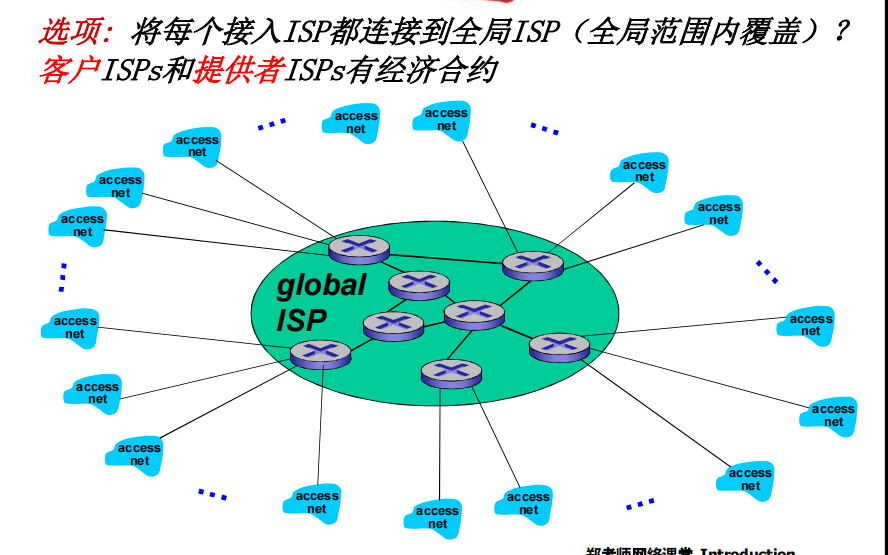 选项: 将每个接入ISP都连接到全局ISP（全局范围内覆盖）?
客户ISPs和提供者ISPs有经济合约
access
net
access
net
access
net
access
net
access
net
access
net
access
net
global
ISP
access
net
access
net
access
net
access
net
access
net
access
net
access
net
access
net
access
net
郑老师网络课堂 Introduction